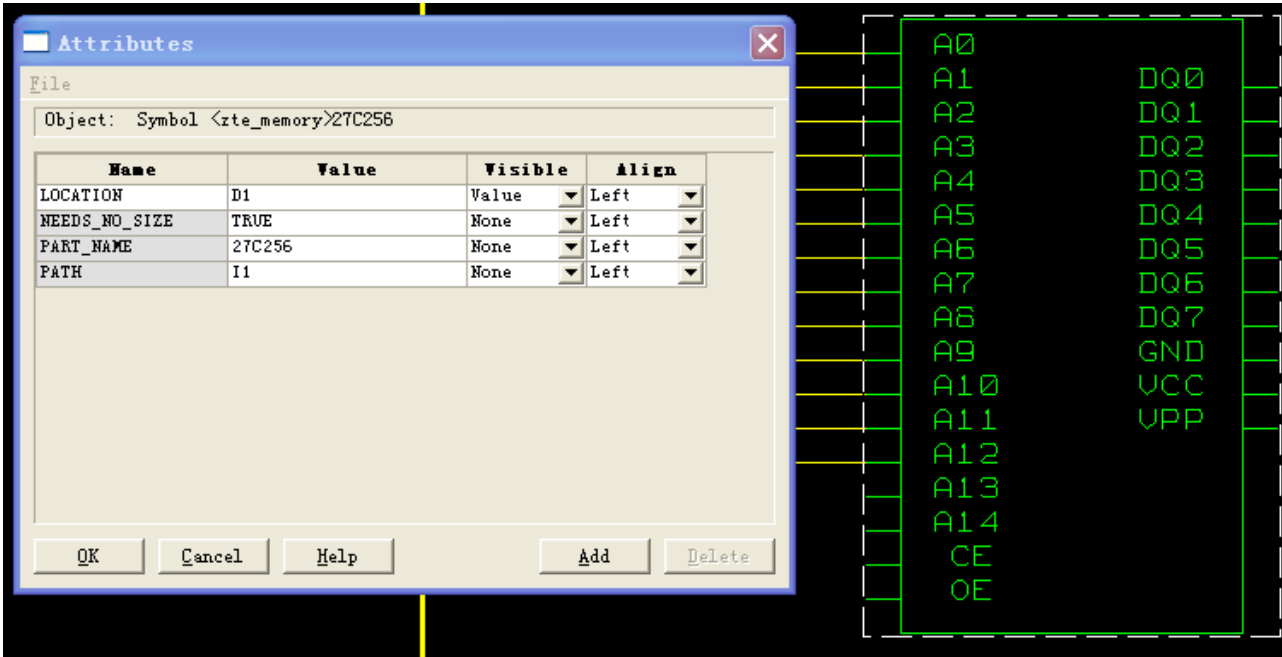 Attributes
File
Object: Symbol <zte_memory>27C256
Name Value Visible Align
LOCATION D1 Value Left
NEEDS_NO_SIZE TRUE None Left
PART_NAME 27C256 None Left
PATH I1 None Left
OK Cancel Help Add Delete
A0
A1 DQ0
A2 DQ1
A3 DQ2
A4 DQ3
A5 DQ4
A6 DQ5
A7 DQ6
A8 DQ7
A9 GND
A10 VCC
A11 VPP
A12
A13
A14
CE
OE